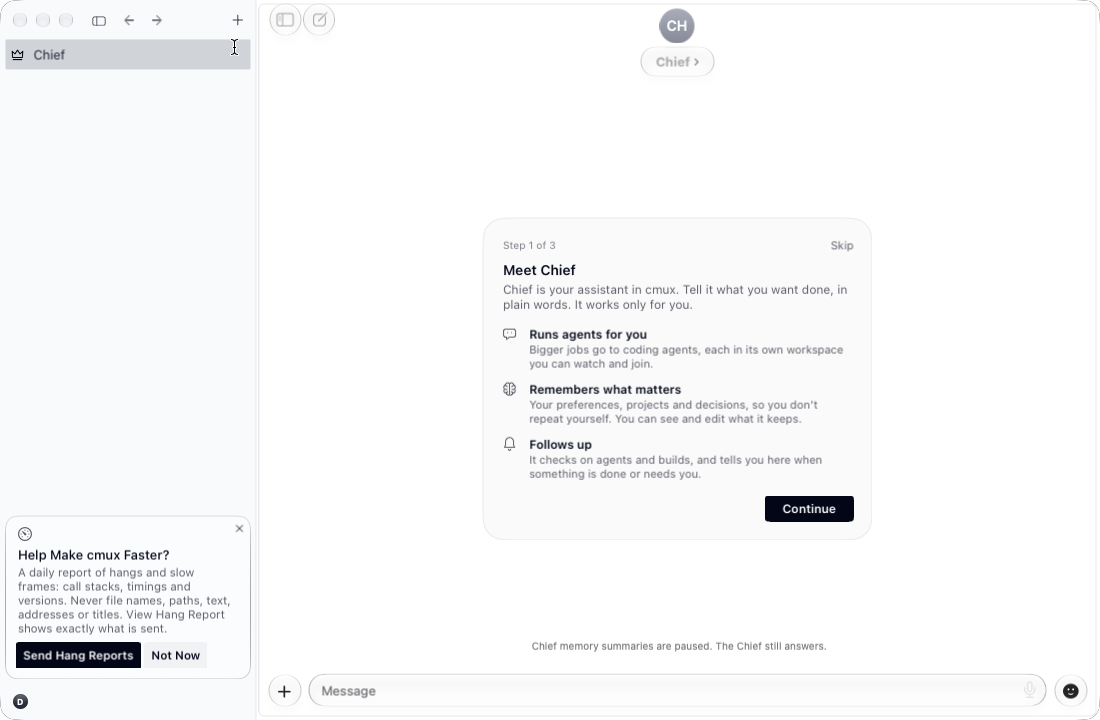 Chief
CH
Chief
Step 1 of 3
Skip
Meet Chief
Chief is your assistant in cmux. Tell it what you want done, in
plain words. It works only for you.
Runs agents for you
Bigger jobs go to coding agents, each in its own workspace
you can watch and join.
Remembers what matters
Your preferences, projects and decisions, so you don't
repeat yourself. You can see and edit what it keeps.
Follows up
It checks on agents and builds, and tells you here when
something is done or needs you.
Continue
Help Make cmux Faster?
A daily report of hangs and slow
frames: call stacks, timings and
versions. Never file names, paths, text,
addresses or titles. View Hang Report
shows exactly what is sent.
Send Hang Reports
Not Now
Chief memory summaries are paused. The Chief still answers.
Message
D